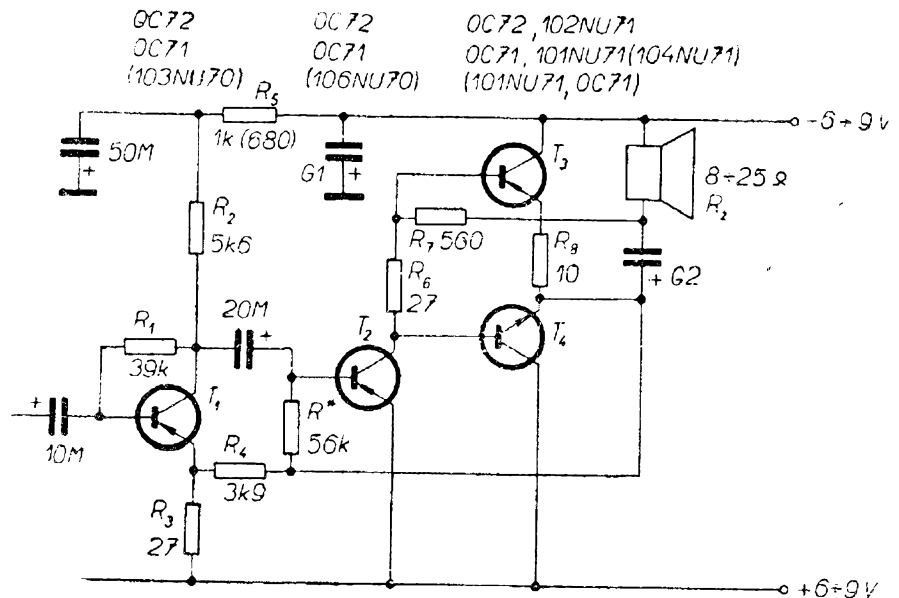 OC72
OC71
(103NU70)
OC72
OC71
(106NU70)
OC72, 102NU71
OC71, 101NU71(104NU71)
(101NU71, OC71)
R5
1k (680)
-6÷9V
50M
+
G1
+
T3
8÷25Ω
R2
R2
5k6
R7 560
R8
10
+ G2
R6
27
20M
+
R1
39k
T2
T4
T1
+
10M
R*
56k
R4
3k9
R3
27
+6÷9V